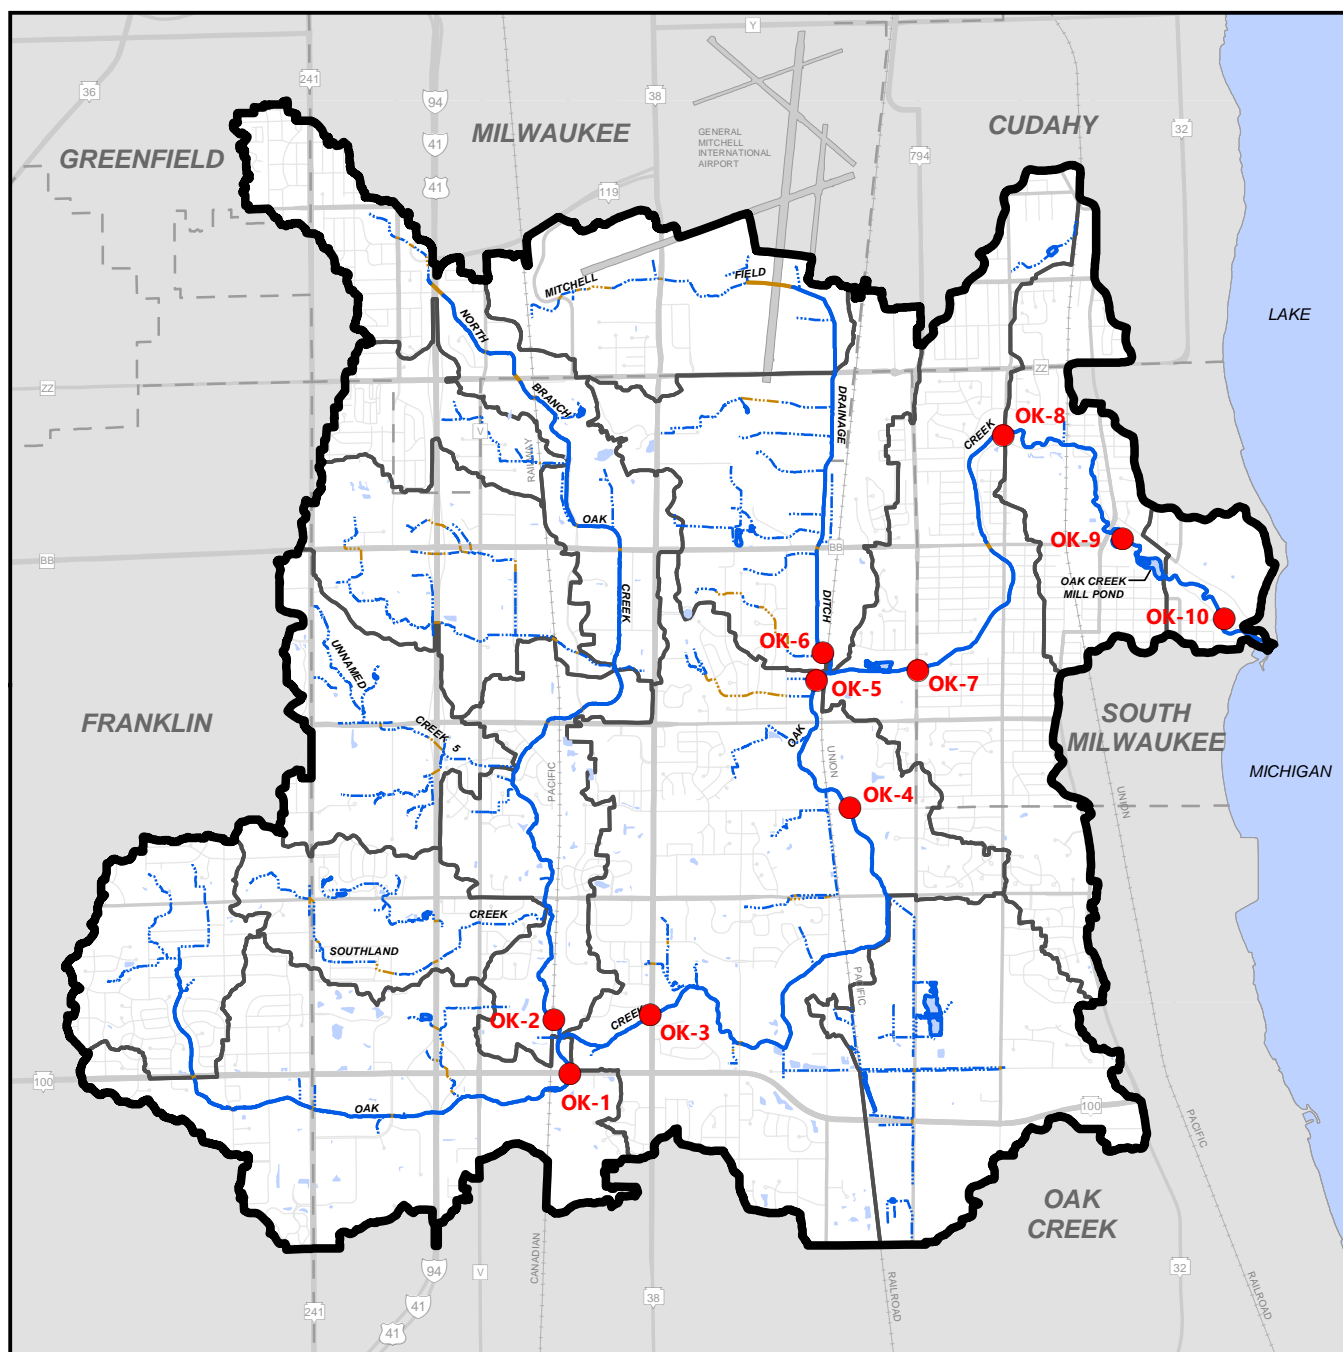 Y
36
241
94
38
MILWAUKEE
GENERAL
MITCHELL
INTERNATIONAL
AIRPORT
CUDAHY
32
41
GREENFIELD
794
41
119
MITCHELL
FIELD
NORTH
LAKE
ZZ
ZZ
BRANCH
DRAINAGE
V
RAILWAY
CREEK
OK-8
OAK
BB
BB
OK-9
OAK CREEK
MILL POND
CREEK
DITCH
OK-10
UNNAMED
OK-6
OK-5
OK-7
FRANKLIN
CREEK 5
OAK
SOUTH
MILWAUKEE
UNION
PACIFIC
MICHIGAN
OK-4
UNION
CREEK
SOUTHLAND
PACIFIC
OK-2
CREEK
OK-3
100
OK-1
OAK
100
PACIFIC
OAK
CREEK
CANADIAN
94
V
32
RAILROAD
RAILROAD
241
41
38
41